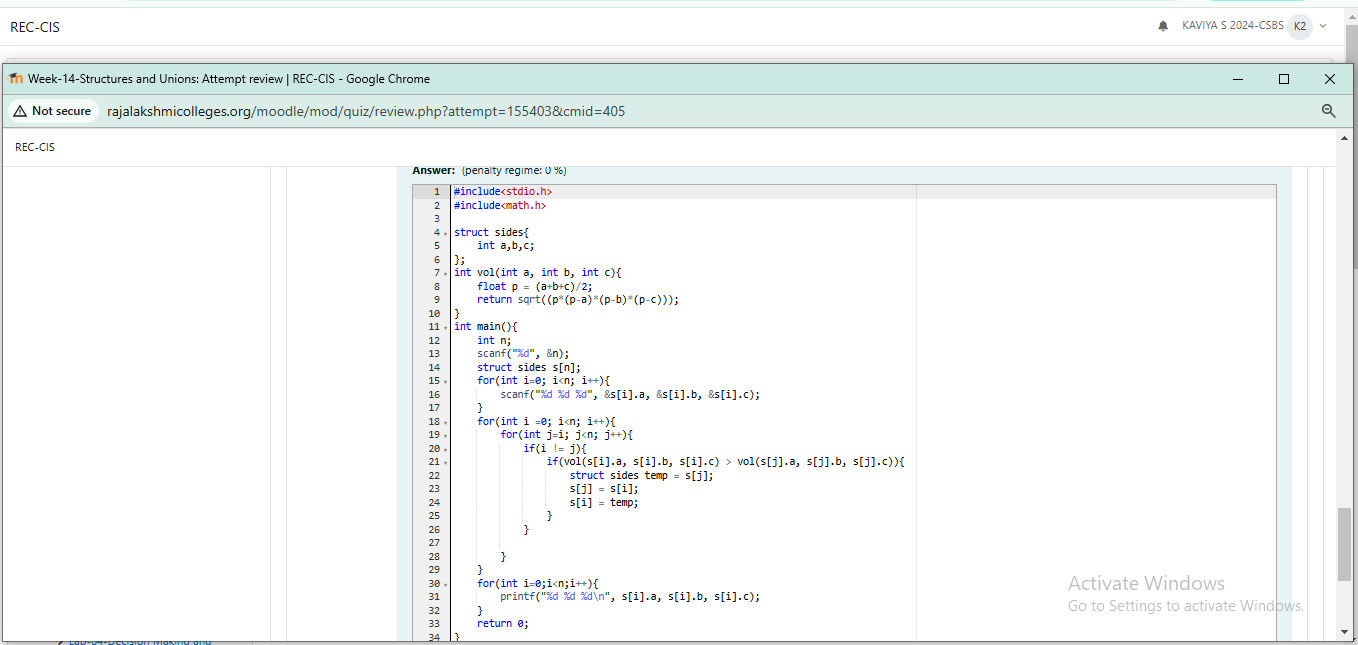 REC-CIS
KAVIYA S 2024-CSBS K2
Week-14-Structures and Unions: Attempt review | REC-CIS - Google Chrome
Not secure rajalakshmicolleges.org/moodle/mod/quiz/review.php?attempt=155403&cmid=405
REC-CIS
Answer: (penalty regime: 0 %)
1 #include<stdio.h>
2 #include<math.h>
3
4 struct sides{
5     int a,b,c;
6 };
7 int vol(int a, int b, int c){
8     float p = (a+b+c)/2;
9     return sqrt((p*(p-a)*(p-b)*(p-c)));
10 }
11 int main(){
12     int n;
13     scanf("%d", &n);
14     struct sides s[n];
15     for(int i=0; i<n; i++){
16         scanf("%d %d %d", &s[i].a, &s[i].b, &s[i].c);
17     }
18     for(int i =0; i<n; i++){
19         for(int j=i; j<n; j++){
20             if(i != j){
21                 if(vol(s[i].a, s[i].b, s[i].c) > vol(s[j].a, s[j].b, s[j].c)){
22                     struct sides temp = s[j];
23                     s[j] = s[i];
24                     s[i] = temp;
25                 }
26             }
27
28         }
29     }
30     for(int i=0;i<n;i++){
31         printf("%d %d %d\n", s[i].a, s[i].b, s[i].c);
32     }
33     return 0;
34 }
Activate Windows
Go to Settings to activate Windows.
Lab-04-Decision Making and